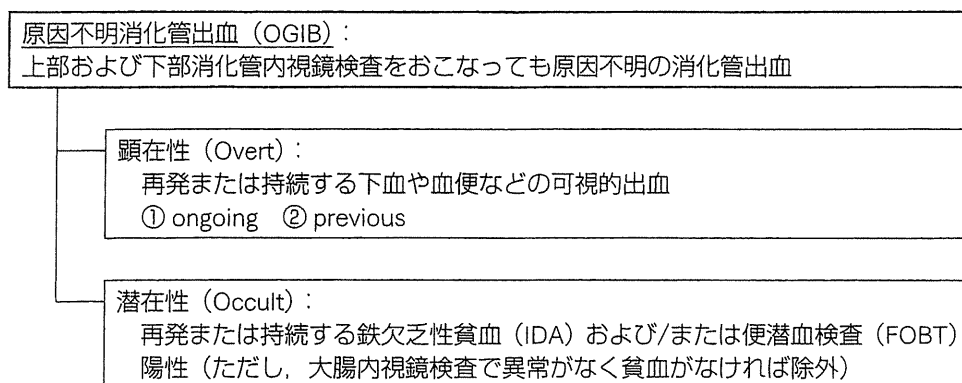 原因不明消化管出血（OGIB）：
上部および下部消化管内視鏡検査をおこなっても原因不明の消化管出血
顕在性（Overt）：
再発または持続する下血や血便などの可視的出血
① ongoing　② previous
潜在性（Occult）：
再発または持続する鉄欠乏性貧血（IDA）および/または便潜血検査（FOBT）
陽性（ただし，大腸内視鏡検査で異常がなく貧血がなければ除外）